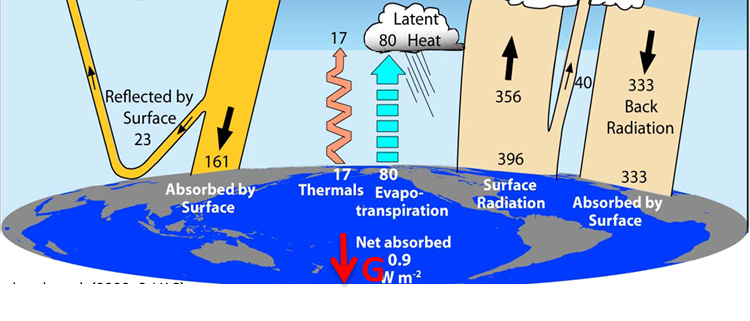 Latent
Heat
17
80
40
Reflected by
Surface
23
356
333
Back
Radiation
161
396
333
17
Thermals
80
Evapo-
transpiration
Absorbed by
Surface
Surface
Radiation
Absorbed by
Surface
Net absorbed
0.9
W m-2
G